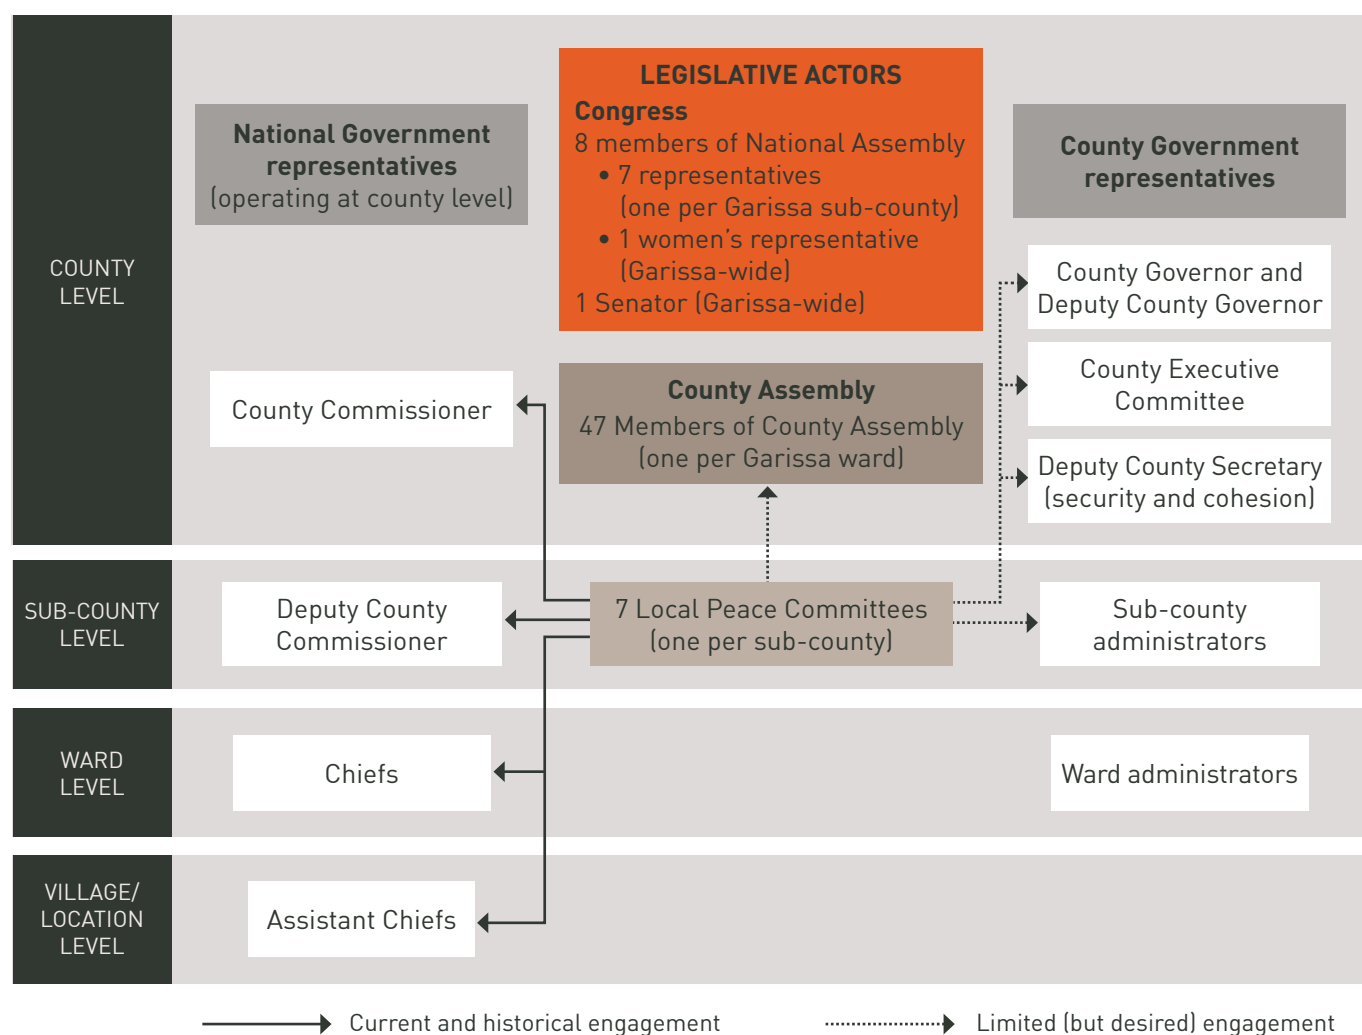 COUNTY
LEVEL
National Government
representatives
(operating at county level)
LEGISLATIVE ACTORS
Congress
8 members of National Assembly
• 7 representatives
(one per Garissa sub-county)
• 1 women's representative
(Garissa-wide)
1 Senator (Garissa-wide)
County Government
representatives
County Governor and
Deputy County Governor
County Commissioner
County Assembly
47 Members of County Assembly
(one per Garissa ward)
County Executive
Committee
Deputy County Secretary
(security and cohesion)
SUB-COUNTY
LEVEL
Deputy County
Commissioner
7 Local Peace Committees
(one per sub-county)
Sub-county
administrators
WARD
LEVEL
Chiefs
Ward administrators
VILLAGE/
LOCATION
LEVEL
Assistant Chiefs
Current and historical engagement
Limited (but desired) engagement